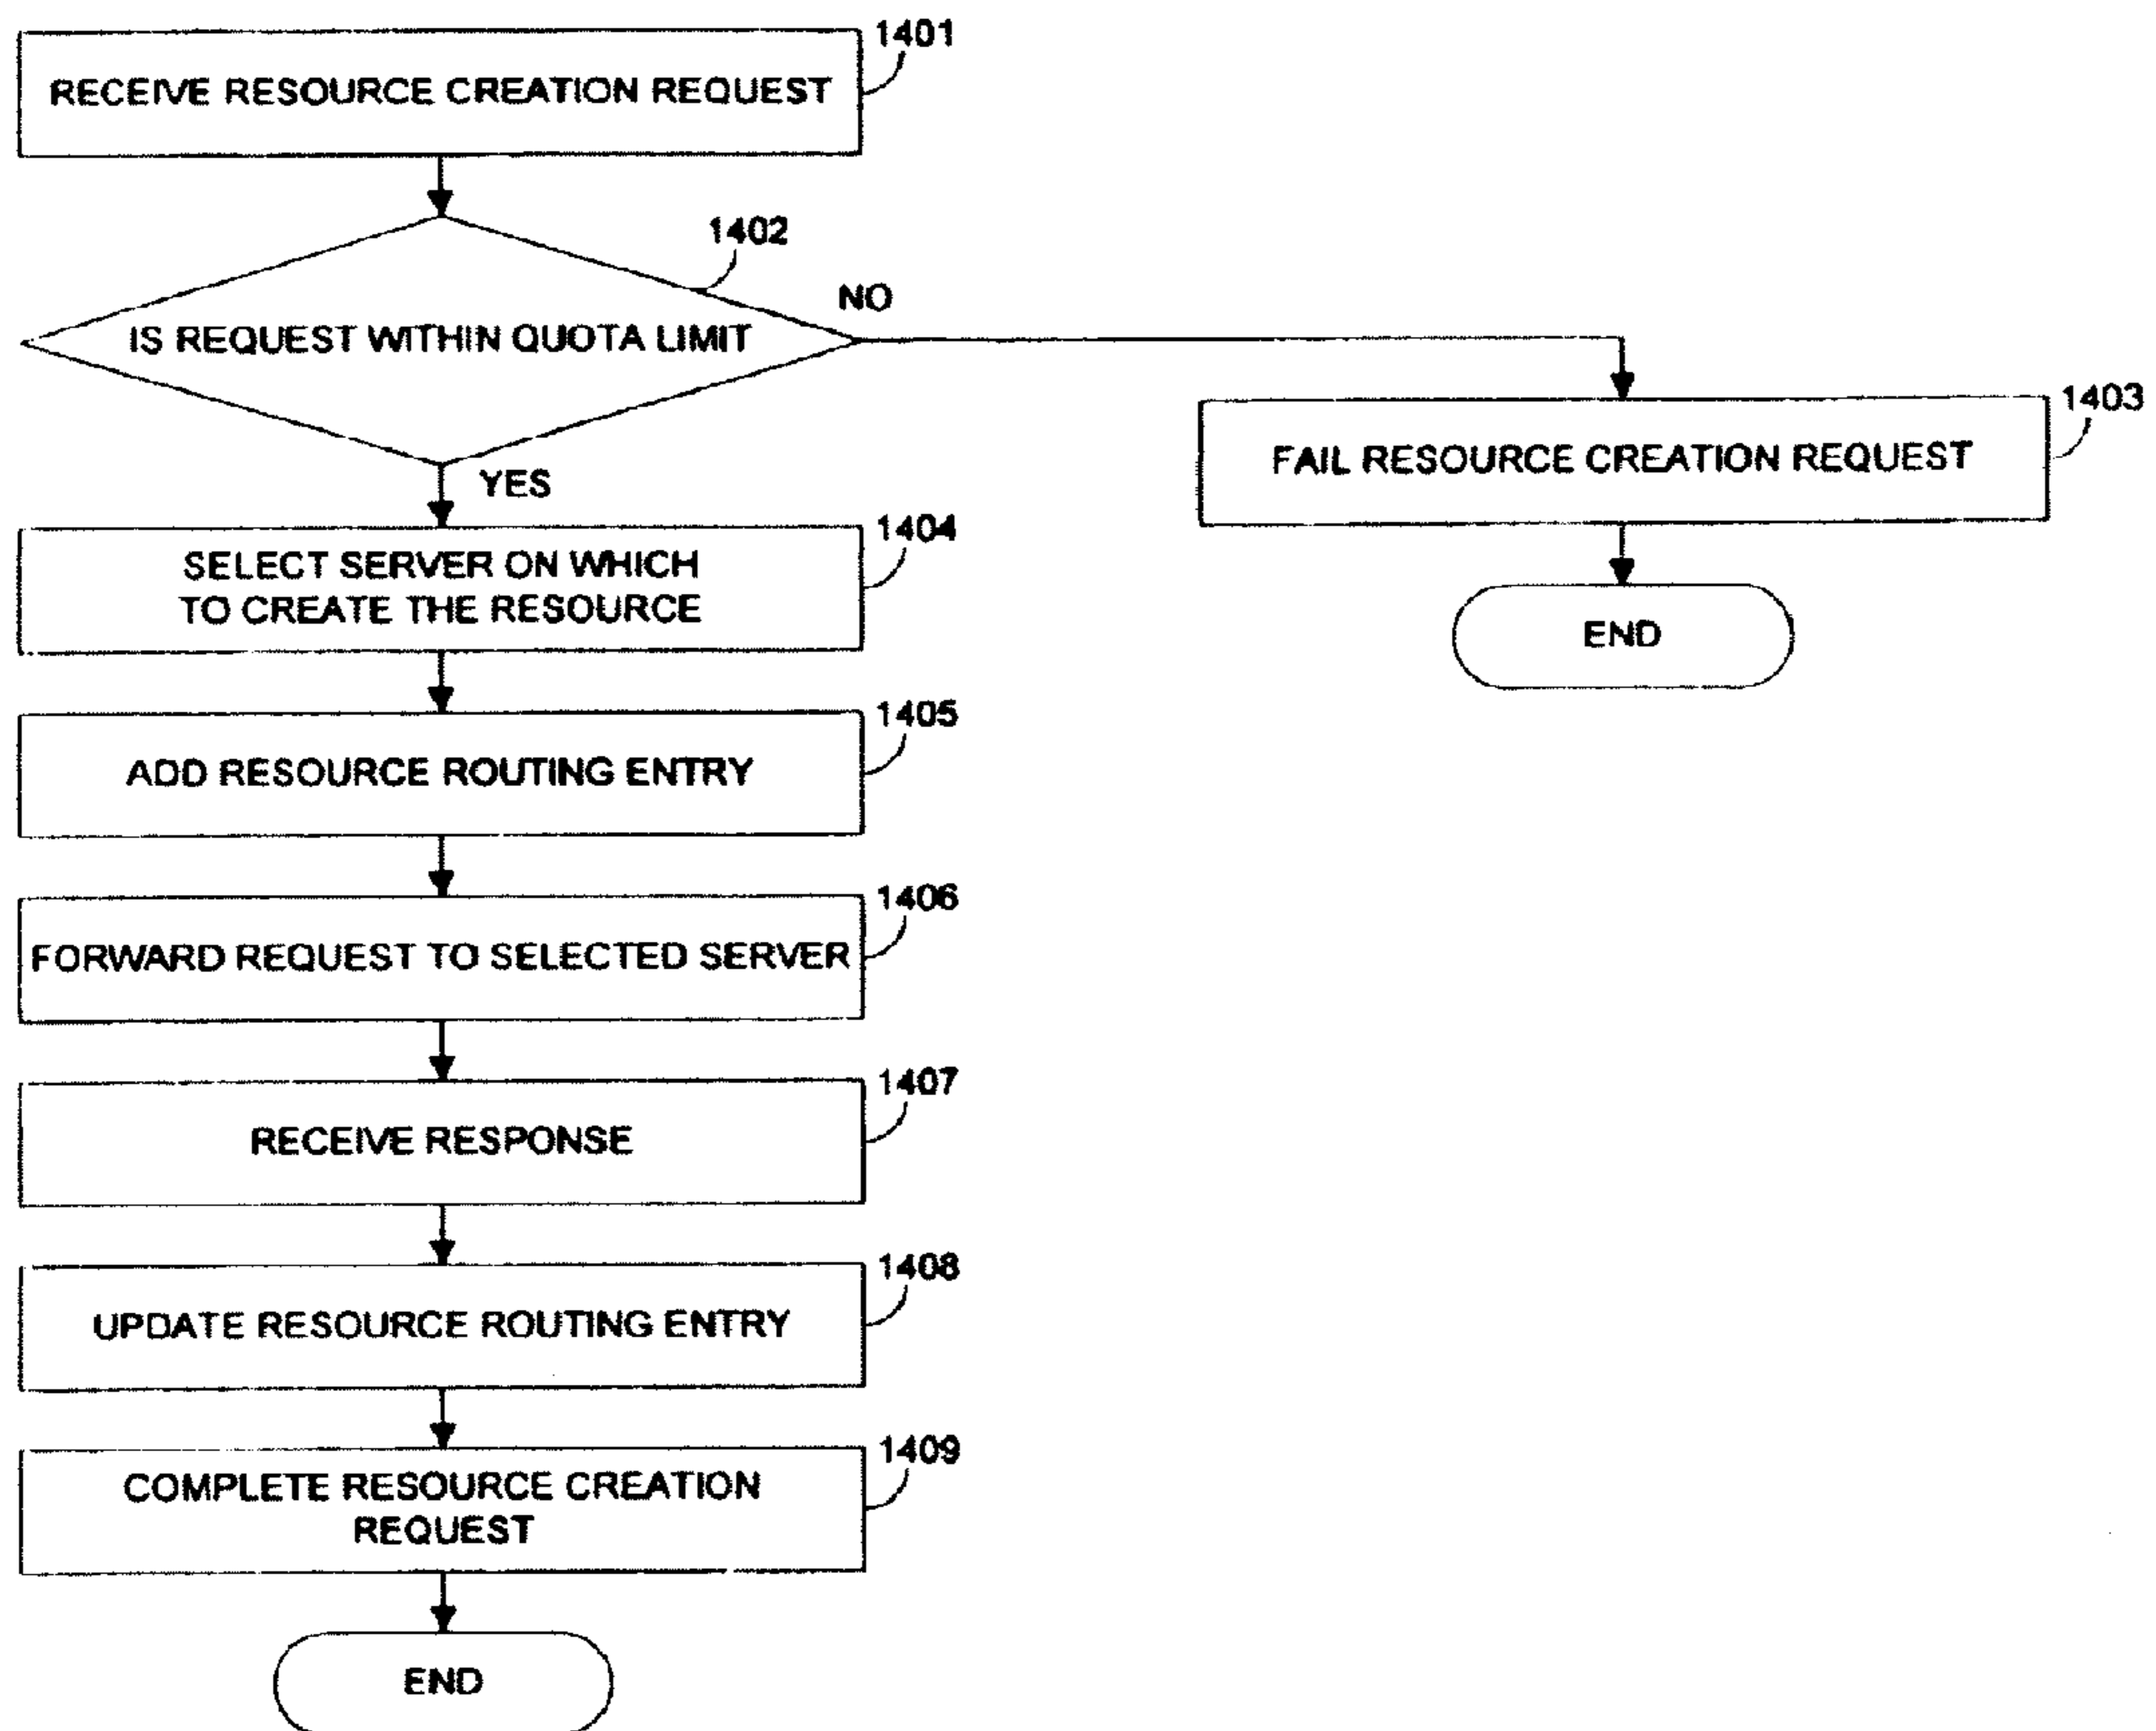 1401
RECEIVE RESOURCE CREATION REQUEST
1402
IS REQUEST WITHIN QUOTA LIMIT
NO
YES
1403
FAIL RESOURCE CREATION REQUEST
END
1404
SELECT SERVER ON WHICH
TO CREATE THE RESOURCE
1405
ADD RESOURCE ROUTING ENTRY
1406
FORWARD REQUEST TO SELECTED SERVER
1407
RECEIVE RESPONSE
1408
UPDATE RESOURCE ROUTING ENTRY
1409
COMPLETE RESOURCE CREATION
REQUEST
END